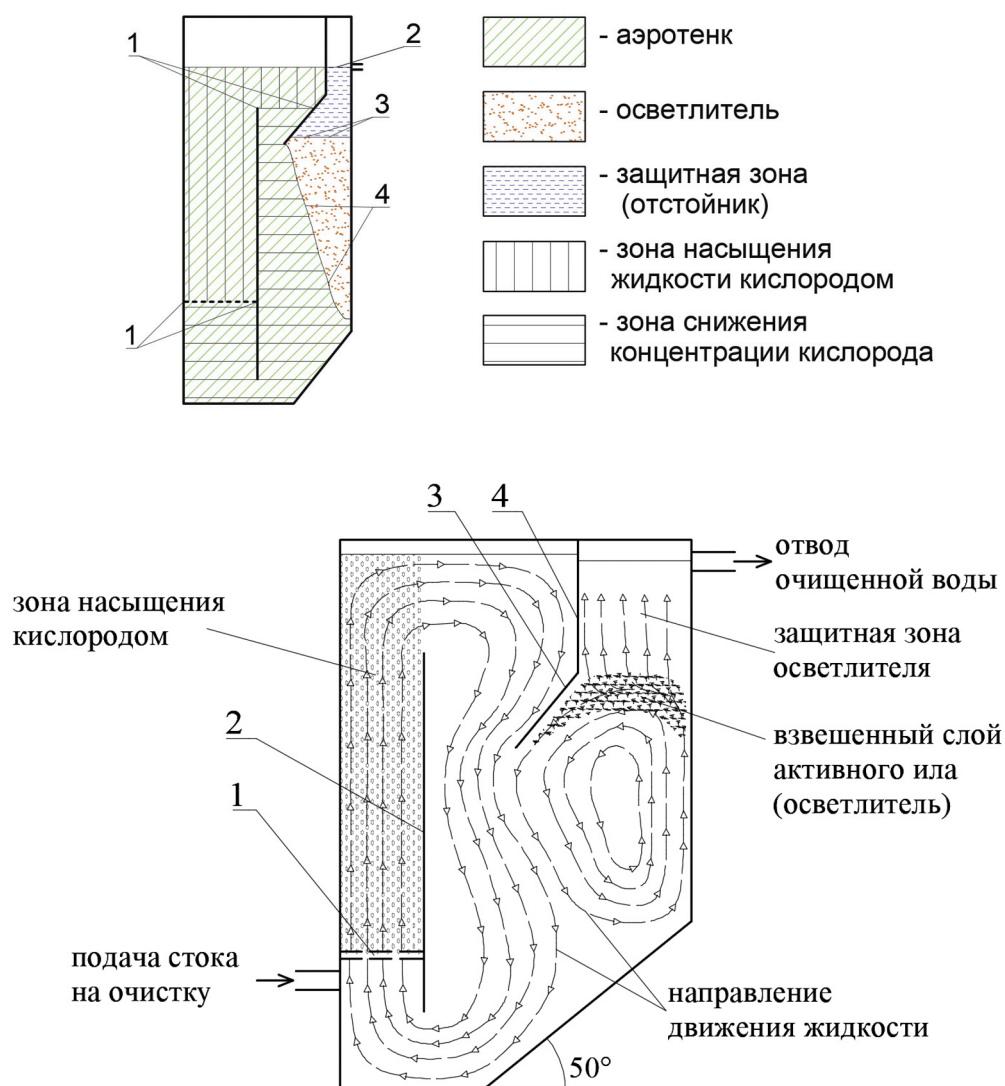 1
2
3
4
1
- аэротенк
- осветлитель
- защитная зона
(отстойник)
- зона насыщения
жидкости кислородом
- зона снижения
концентрации кислорода
3
4
отвод
очищенной воды
зона насыщения
кислородом
защитная зона
осветлителя
2
взвешенный слой
активного ила
(осветлитель)
1
подача стока
на очистку
направление
движения жидкости
50°